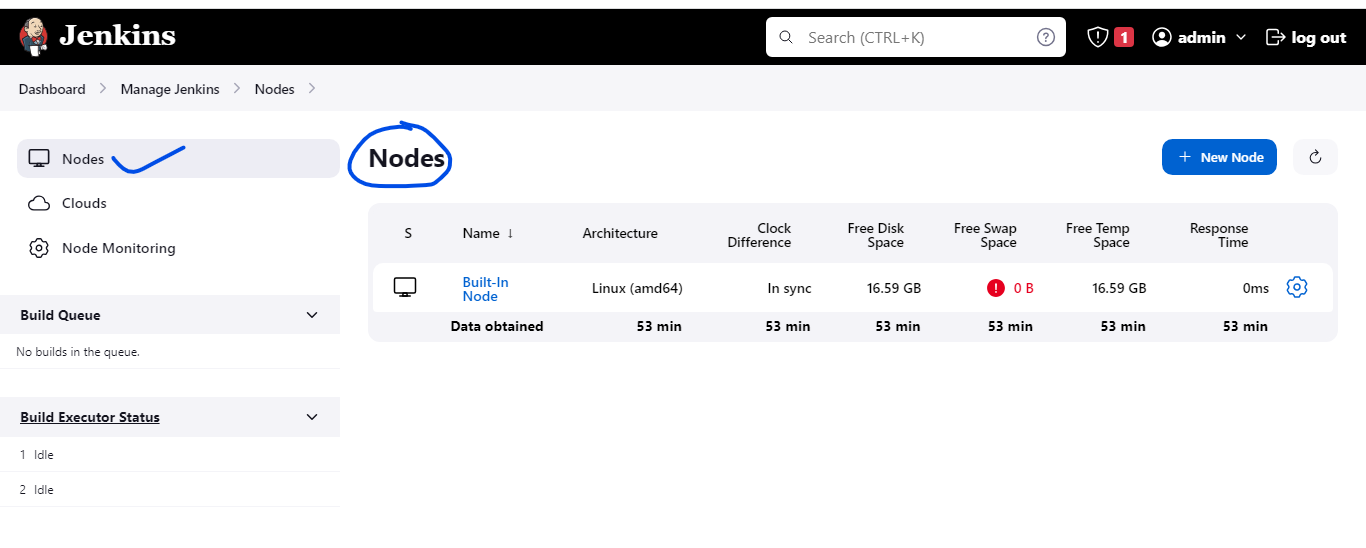 Jenkins
Search (CTRL+K)
?
! 1
admin
log out
Dashboard > Manage Jenkins > Nodes >
Nodes
Clouds
Node Monitoring
Build Queue
No builds in the queue.
Build Executor Status
1 Idle
2 Idle
Nodes
+ New Node
S Name ↓ Architecture Clock Difference Free Disk Space Free Swap Space Free Temp Space Response Time
Built-In Node Linux (amd64) In sync 16.59 GB ! 0 B 16.59 GB 0ms
Data obtained 53 min 53 min 53 min 53 min 53 min 53 min